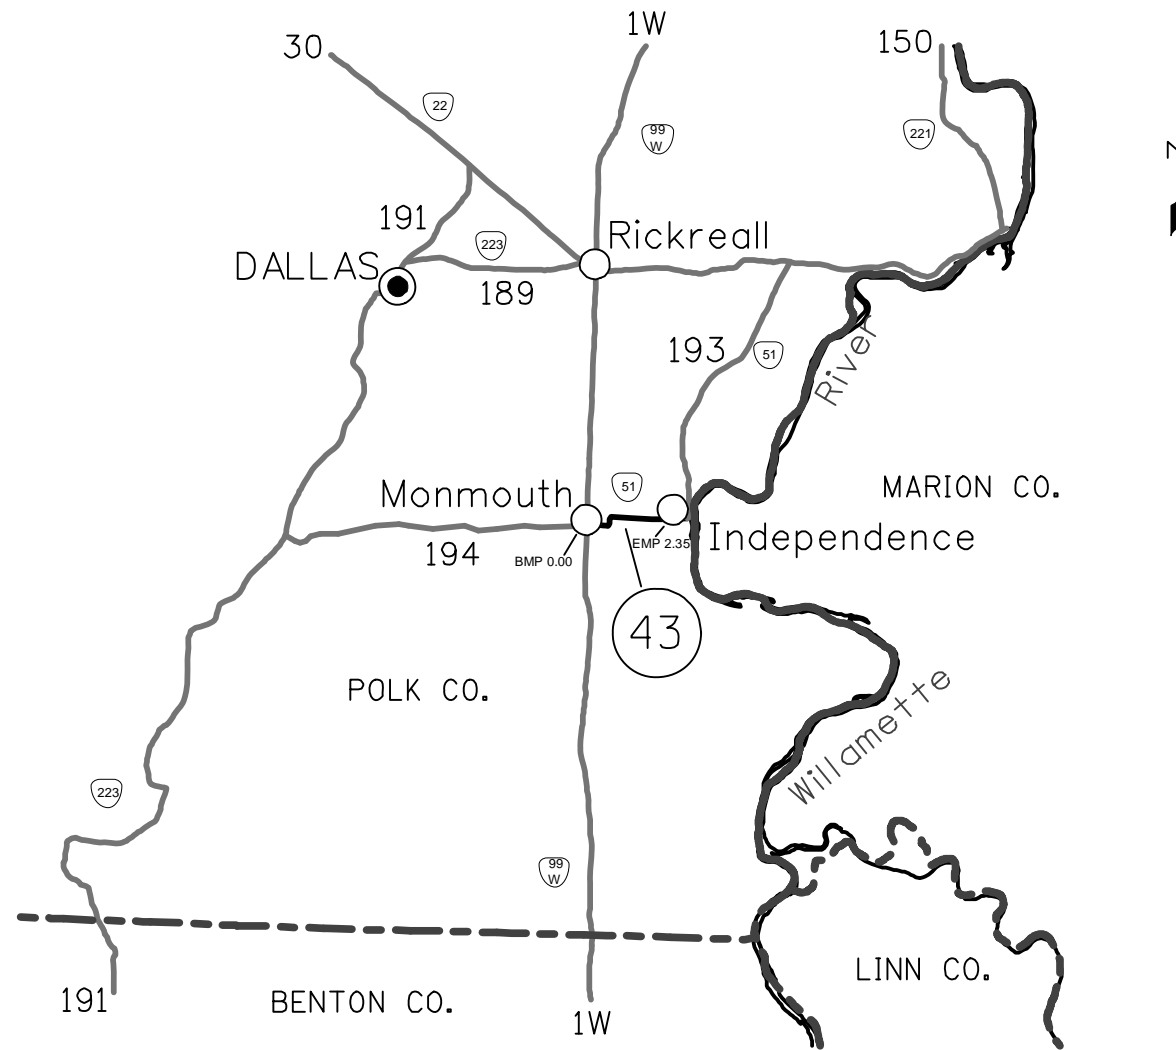 1W
30
150
22
99
W
221
191
223
Rickreall
DALLAS
189
193
51
River
Monmouth
51
MARION CO.
194
BMP 0.00
EMP 2.35
Independence
43
POLK CO.
Willamette
223
99
W
LINN CO.
191
BENTON CO.
1W